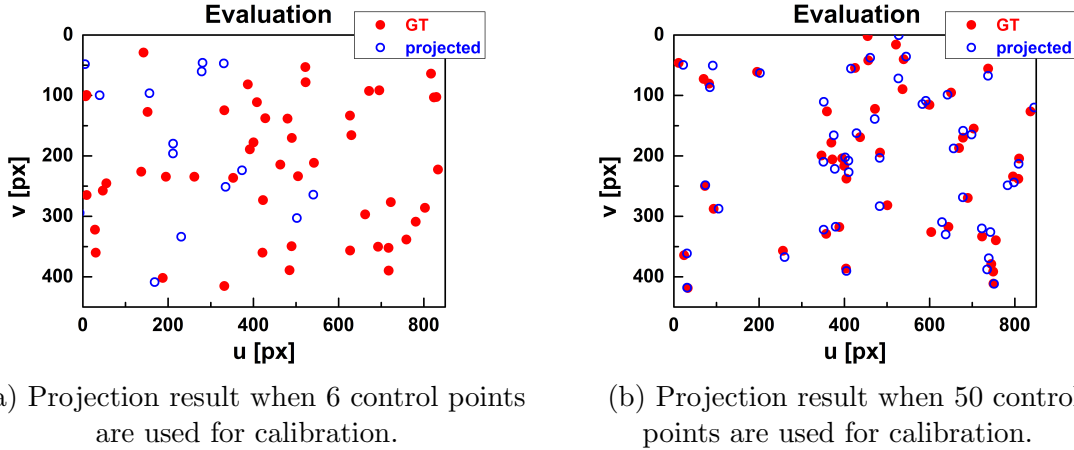 Evaluation
GT
projected
0
100
200
300
400
v [px]
0 200 400 600 800
u [px]
) Projection result when 6 control points
are used for calibration.
Evaluation
GT
projected
0
100
200
300
400
v [px]
0 200 400 600 800
u [px]
(b) Projection result when 50 control
points are used for calibration.